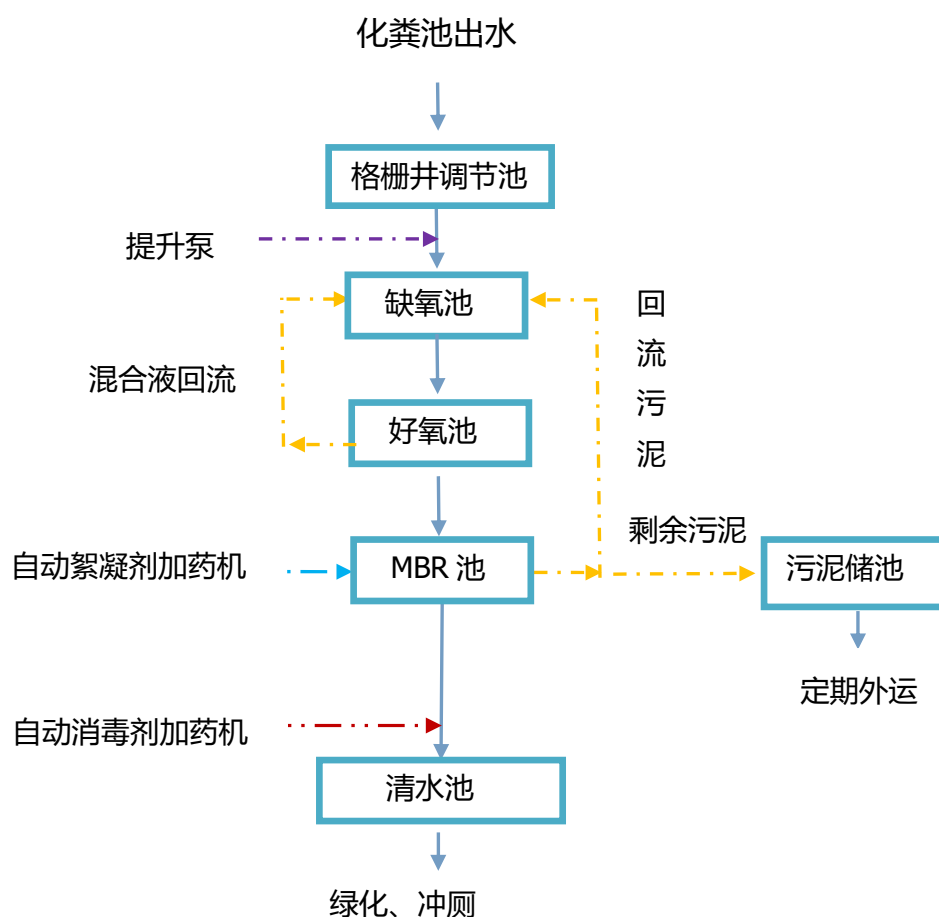 化粪池出水
格栅井调节池
提升泵
缺氧池
回
流
污
泥
混合液回流
好氧池
剩余污泥
自动絮凝剂加药机
MBR 池
污泥储池
定期外运
自动消毒剂加药机
清水池
绿化、冲厕